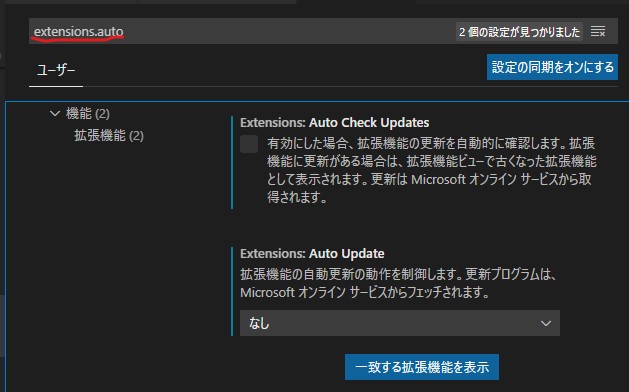 extensions.auto
2 個の設定が見つかりました
ユーザー
設定の同期をオンにする
機能 (2)
拡張機能 (2)
Extensions: Auto Check Updates
有効にした場合、拡張機能の更新を自動的に確認します。拡張
機能に更新がある場合は、拡張機能ビューで古くなった拡張機能
として表示されます。更新は Microsoft オンライン サービスから取
得されます。
Extensions: Auto Update
拡張機能の自動更新の動作を制御します。更新プログラムは、
Microsoft オンライン サービスからフェッチされます。
なし
一致する拡張機能を表示